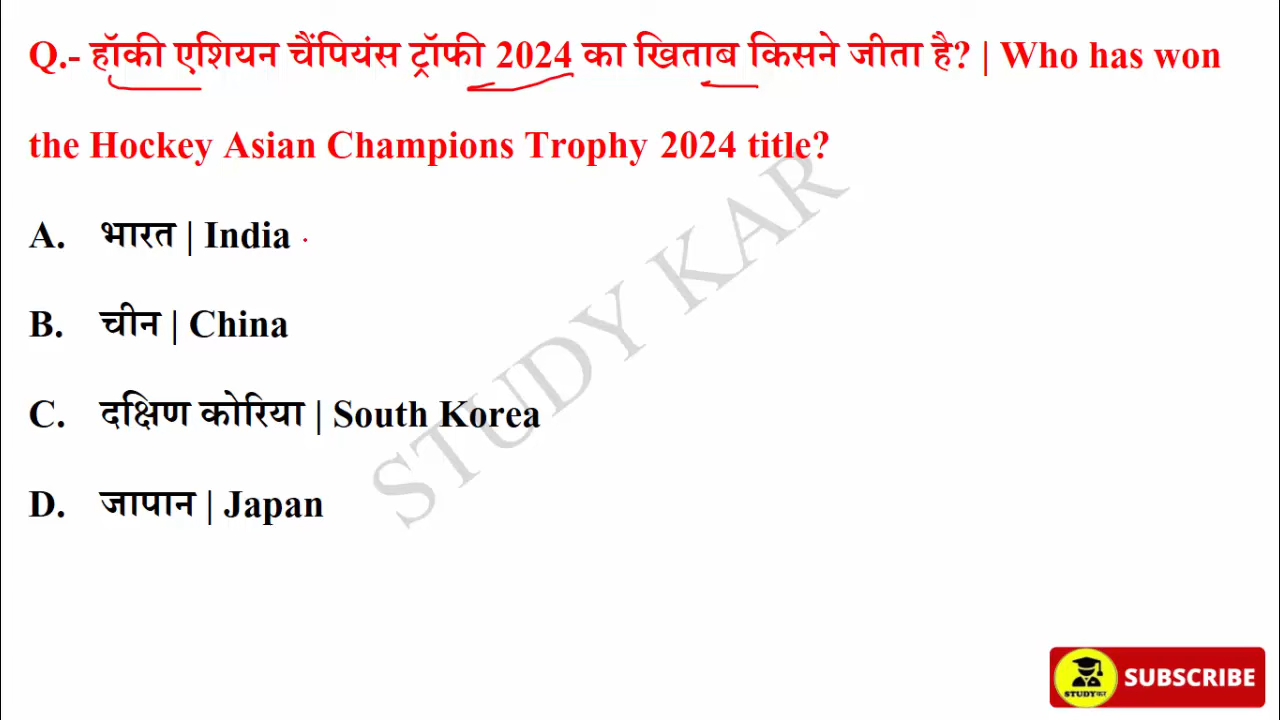 Q.- हॉकी एशियन चैंपियंस ट्रॉफी 2024 का खिताब किसने जीता है? | Who has won
the Hockey Asian Champions Trophy 2024 title?
A. भारत | India
B. चीन | China
C. दक्षिण कोरिया | South Korea
D. जापान | Japan
STUDY KAR
STUDYकर
SUBSCRIBE